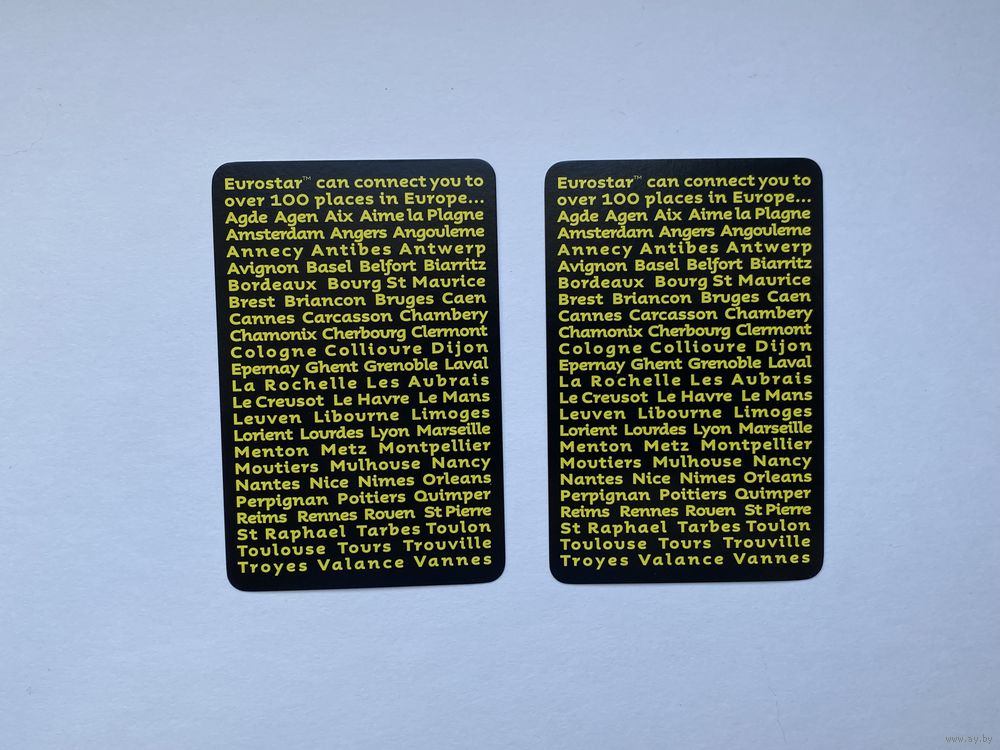 Eurostar™ can connect you to
over 100 places in Europe...
Agde Agen Aix Aime la Plagne
Amsterdam Angers Angouleme
Annecy Antibes Antwerp
Avignon Basel Belfort Biarritz
Bordeaux Bourg St Maurice
Brest Briancon Bruges Caen
Cannes Carcasson Chambery
Chamonix Cherbourg Clermont
Cologne Collioure Dijon
Epernay Ghent Grenoble Laval
La Rochelle Les Aubrais
Le Creusot Le Havre Le Mans
Leuven Libourne Limoges
Lorient Lourdes Lyon Marseille
Menton Metz Montpellier
Moutiers Mulhouse Nancy
Nantes Nice Nimes Orleans
Perpignan Poitiers Quimper
Reims Rennes Rouen St Pierre
St Raphael Tarbes Toulon
Toulouse Tours Trouville
Troyes Valance Vannes
Eurostar™ can connect you to
over 100 places in Europe...
Agde Agen Aix Aime la Plagne
Amsterdam Angers Angouleme
Annecy Antibes Antwerp
Avignon Basel Belfort Biarritz
Bordeaux Bourg St Maurice
Brest Briancon Bruges Caen
Cannes Carcasson Chambery
Chamonix Cherbourg Clermont
Cologne Collioure Dijon
Epernay Ghent Grenoble Laval
La Rochelle Les Aubrais
Le Creusot Le Havre Le Mans
Leuven Libourne Limoges
Lorient Lourdes Lyon Marseille
Menton Metz Montpellier
Moutiers Mulhouse Nancy
Nantes Nice Nimes Orleans
Perpignan Poitiers Quimper
Reims Rennes Rouen St Pierre
St Raphael Tarbes Toulon
Toulouse Tours Trouville
Troyes Valance Vannes
www.ay.by